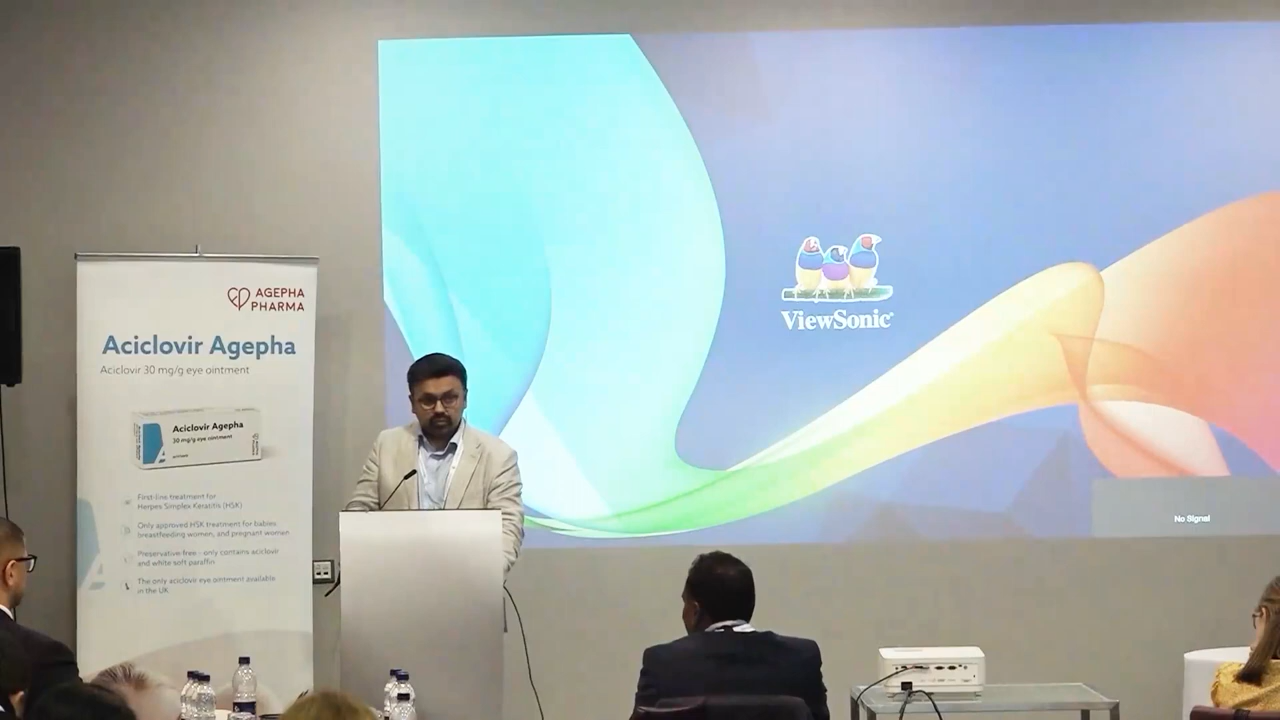 AGEPHA
PHARMA
Aciclovir Agepha
Aciclovir 30 mg/g eye ointment
Aciclovir Agepha
30 mg/g eye ointment
First-line treatment for
Herpes Simplex Keratitis (HSK)
Only approved HSK treatment for babies,
breastfeeding women, and pregnant women
Preservative free - only contains aciclovir
and white soft paraffin
The only aciclovir eye ointment available
in the UK
ViewSonic
No Signal